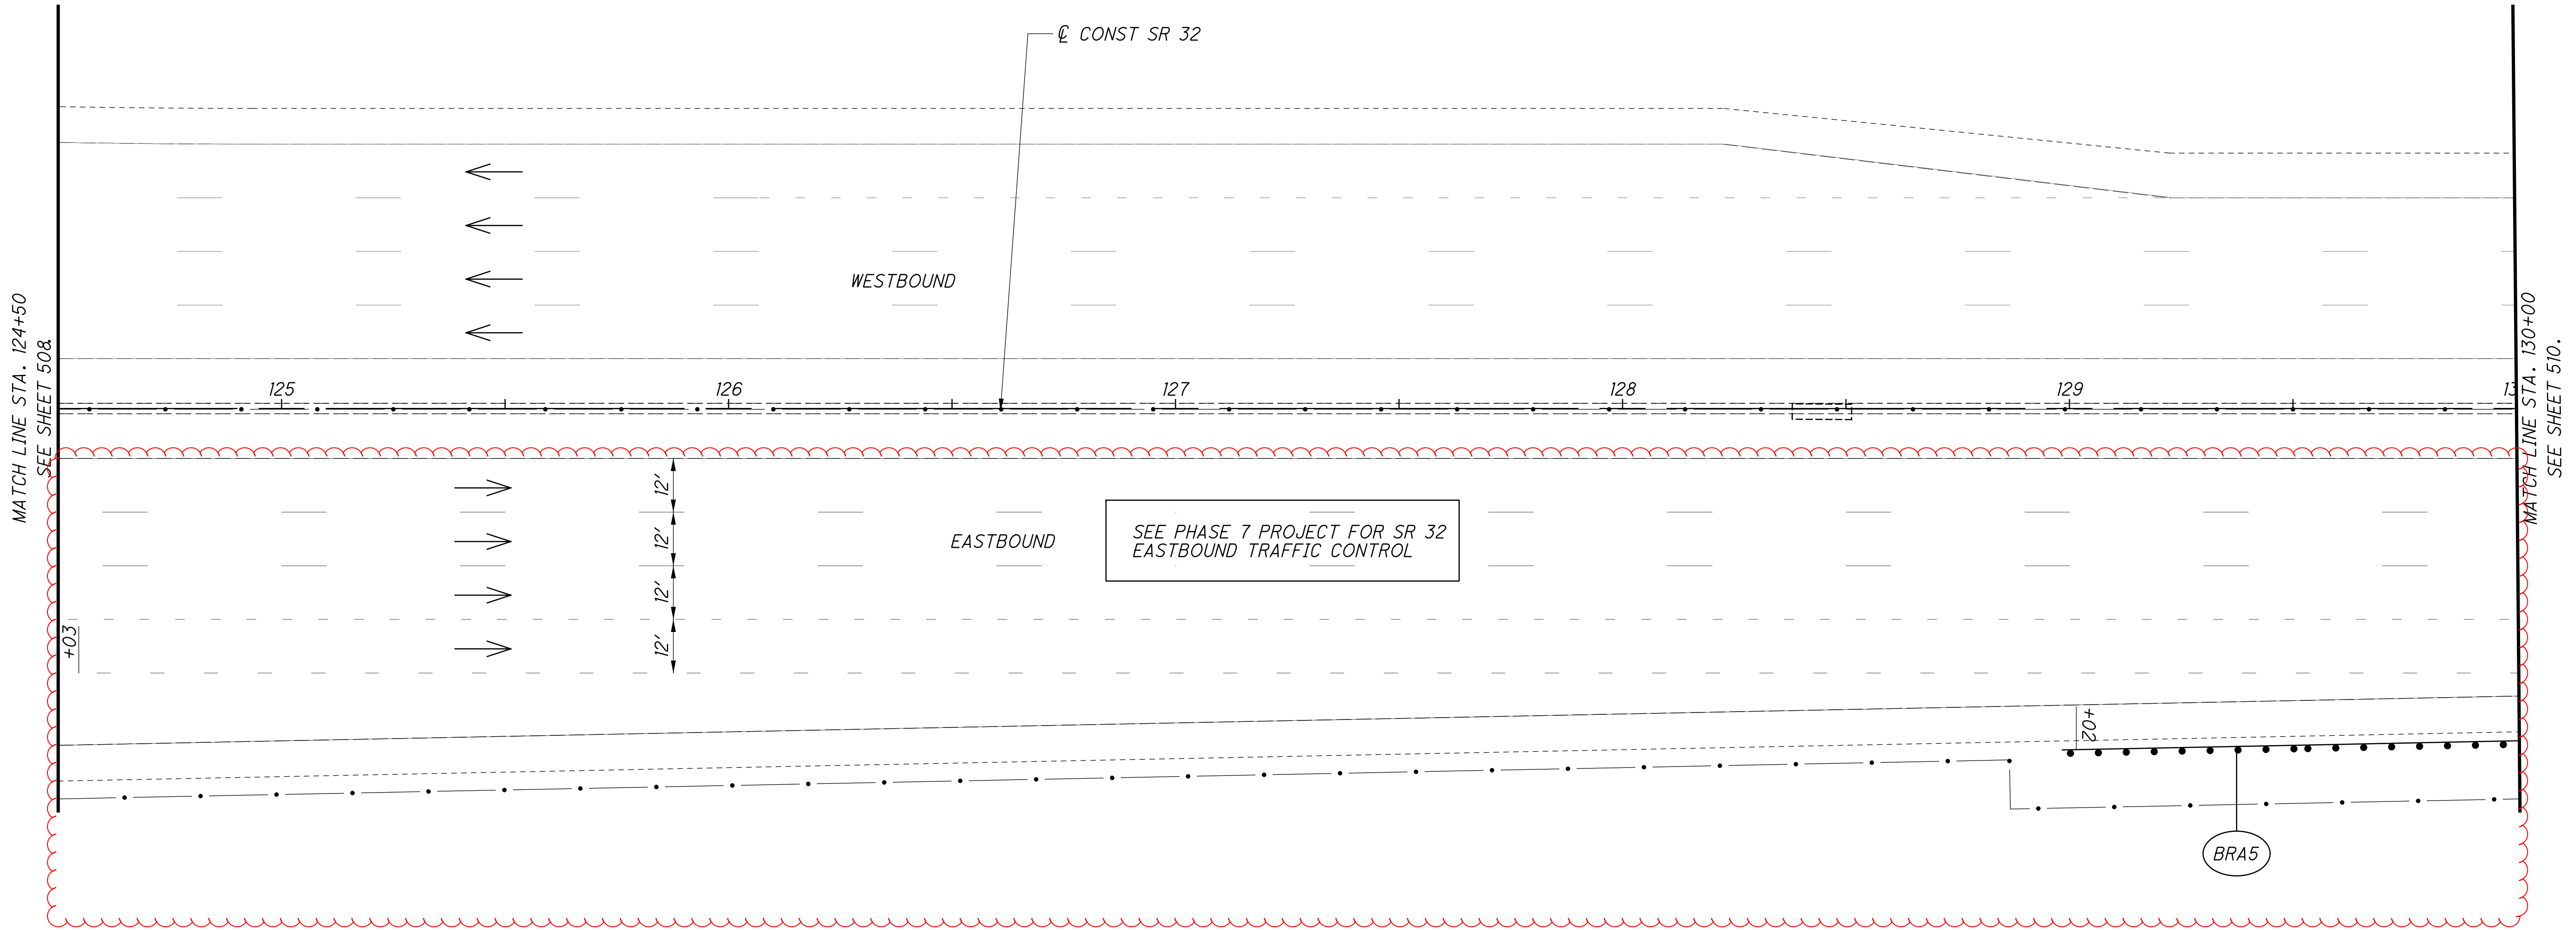 ℄ CONST SR 32
WESTBOUND
MATCH LINE STA. 124+50
SEE SHEET 508.
125
126
127
128
129
13
MATCH LINE STA. 130+00
SEE SHEET 510.
12'
12'
12'
12'
EASTBOUND
SEE PHASE 7 PROJECT FOR SR 32
EASTBOUND TRAFFIC CONTROL
+03
+02
BRA5